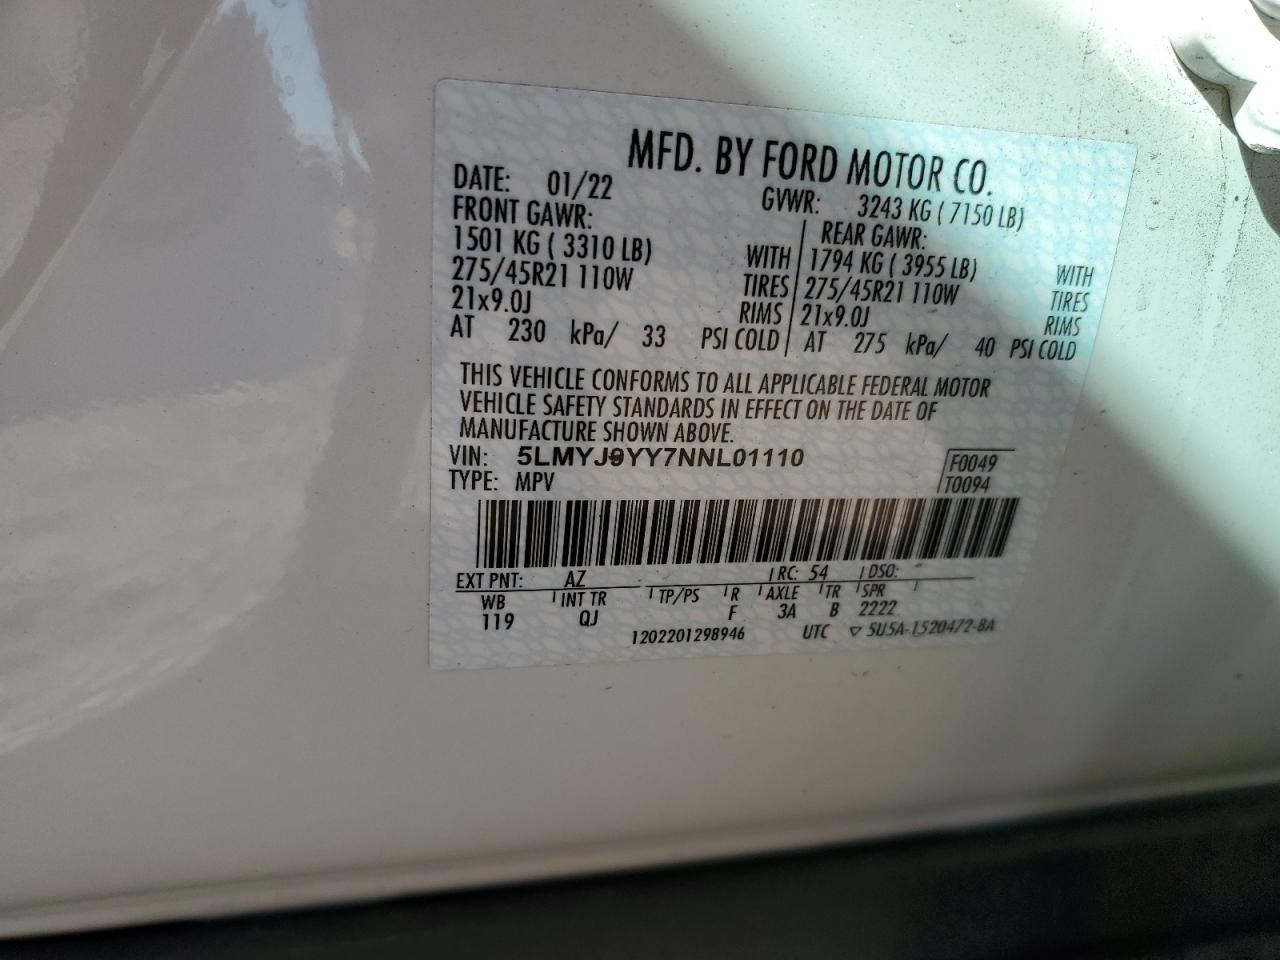 MFD. BY FORD MOTOR CO.
DATE: 01/22 GVWR: 3243 KG ( 7150 LB)
FRONT GAWR: REAR GAWR:
1501 KG ( 3310 LB) WITH 1794 KG ( 3955 LB) WITH
275/45R21 110W TIRES 275/45R21 110W TIRES
21x9.0J RIMS 21x9.0J RIMS
AT 230 kPa/ 33 PSI COLD AT 275 kPa/ 40 PSI COLD
THIS VEHICLE CONFORMS TO ALL APPLICABLE FEDERAL MOTOR
VEHICLE SAFETY STANDARDS IN EFFECT ON THE DATE OF
MANUFACTURE SHOWN ABOVE.
VIN: 5LMYJ9YY7NNL01110 F0049
TYPE: MPV T0094
EXT PNT: AZ RC: 54 DSO:
WB INT TR TP/PS R AXLE TR SPR
119 QJ F 3A B 2222
1202201298946 UTC ▽ 5U5A-1520472-BA